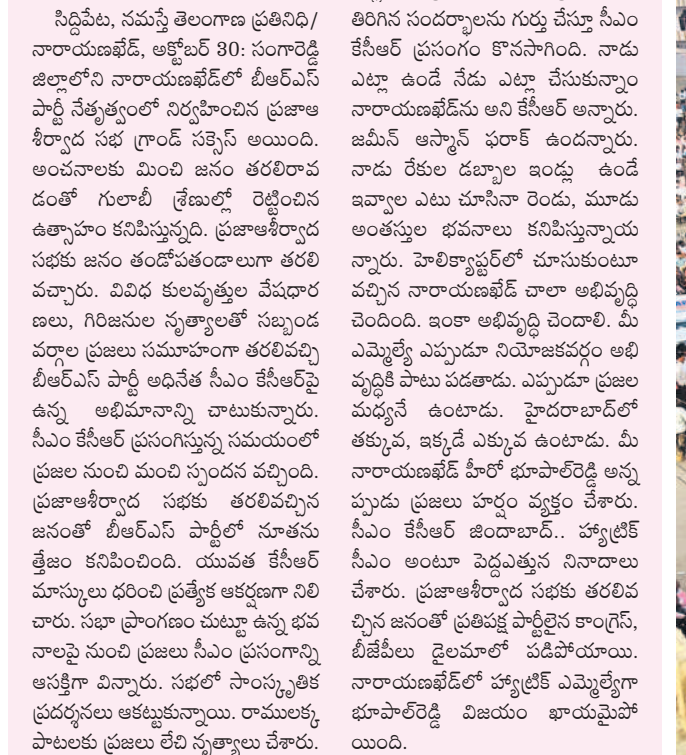 సిద్దిపేట, నమస్తే తెలంగాణ ప్రతినిధి/
నారాయణఖేడ్, అక్టోబర్ 30: సంగారెడ్డి
జిల్లాలోని నారాయణఖేడ్‌లో బీఆర్ఎస్
పార్టీ నేతృత్వంలో నిర్వహించిన ప్రజాఆ
శీర్వాద సభ గ్రాండ్ సక్సెస్ అయింది.
అంచనాలకు మించి జనం తరలిరావ
డంతో గులాబీ శ్రేణుల్లో రెట్టించిన
ఉత్సాహం కనిపిస్తున్నది. ప్రజాఆశీర్వాద
సభకు జనం తండోపతండాలుగా తరలి
వచ్చారు. వివిధ కులవృత్తుల వేషధార
ణలు, గిరిజనుల నృత్యాలతో సబ్బండ
వర్గాల ప్రజలు సమూహంగా తరలివచ్చి
బీఆర్ఎస్ పార్టీ అధినేత సీఎం కేసీఆర్‌పై
ఉన్న అభిమానాన్ని చాటుకున్నారు.
సీఎం కేసీఆర్ ప్రసంగిస్తున్న సమయంలో
ప్రజల నుంచి మంచి స్పందన వచ్చింది.
ప్రజాఆశీర్వాద సభకు తరలివచ్చిన
జనంతో బీఆర్ఎస్ పార్టీలో నూతను
త్తేజం కనిపించింది. యువత కేసీఆర్
మాస్కులు ధరించి ప్రత్యేక ఆకర్షణగా నిలి
చారు. సభా ప్రాంగణం చుట్టూ ఉన్న భవ
నాలపై నుంచి ప్రజలు సీఎం ప్రసంగాన్ని
ఆసక్తిగా విన్నారు. సభలో సాంస్కృతిక
ప్రదర్శనలు ఆకట్టుకున్నాయి. రాములక్క
పాటలకు ప్రజలు లేచి నృత్యాలు చేశారు.
తిరిగిన సందర్భాలను గుర్తు చేస్తూ సీఎం
కేసీఆర్ ప్రసంగం కొనసాగింది. నాడు
ఎట్లా ఉండే నేడు ఎట్లా చేసుకున్నాం
నారాయణఖేడ్‌ను అని కేసీఆర్ అన్నారు.
జమీన్ ఆస్మాన్ ఫరాక్ ఉందన్నారు.
నాడు రేకుల డబ్బాల ఇండ్లు ఉండే
ఇవ్వాల ఎటు చూసినా రెండు, మూడు
అంతస్తుల భవనాలు కనిపిస్తున్నాయ
న్నారు. హెలిక్యాప్టర్‌లో చూసుకుంటూ
వచ్చిన నారాయణఖేడ్ చాలా అభివృద్ధి
చెందింది. ఇంకా అభివృద్ధి చెందాలి. మీ
ఎమ్మెల్యే ఎప్పుడూ నియోజకవర్గం అభి
వృద్ధికి పాటు పడతాడు. ఎప్పుడూ ప్రజల
మధ్యనే ఉంటాడు. హైదరాబాద్‌లో
తక్కువ, ఇక్కడే ఎక్కువ ఉంటాడు. మీ
నారాయణఖేడ్ హీరో భూపాల్‌రెడ్డి అన్న
ప్పుడు ప్రజలు హర్షం వ్యక్తం చేశారు.
సీఎం కేసీఆర్ జిందాబాద్.. హ్యాట్రిక్
సీఎం అంటూ పెద్దఎత్తున నినాదాలు
చేశారు. ప్రజాఆశీర్వాద సభకు తరలివ
చ్చిన జనంతో ప్రతిపక్ష పార్టీలైన కాంగ్రెస్,
బీజేపీలు డైలమాలో పడిపోయాయి.
నారాయణఖేడ్‌లో హ్యాట్రిక్ ఎమ్మెల్యేగా
భూపాల్‌రెడ్డి విజయం ఖాయమైపో
యింది.